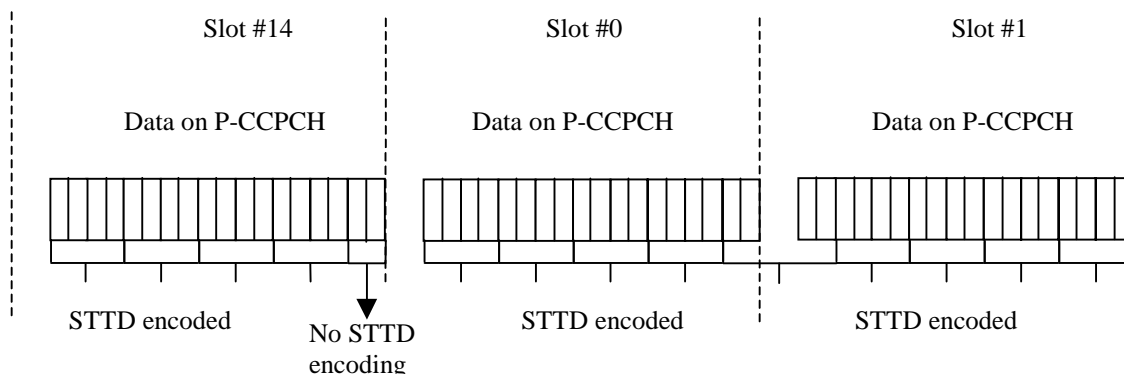 Slot #14 Slot #0 Slot #1
Data on P-CCPCH Data on P-CCPCH Data on P-CCPCH
STTD encoded STTD encoded STTD encoded
No STTD
encoding